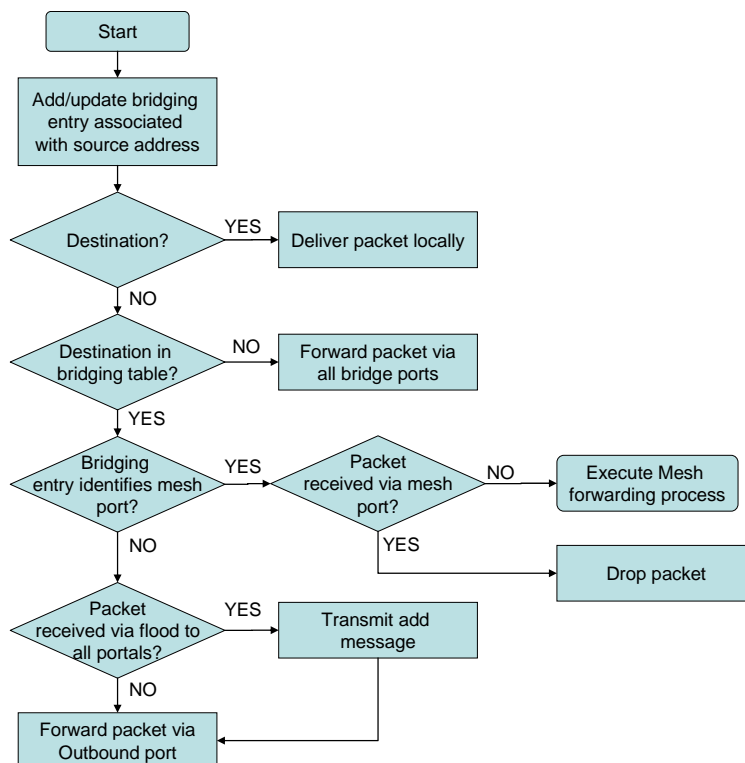 Start
Add/update bridging
entry associated
with source address
Destination?
YES
Deliver packet locally
NO
Destination in
bridging table?
NO
Forward packet via
all bridge ports
YES
Bridging
entry identifies mesh
port?
YES
Packet
received via mesh
port?
NO
Execute Mesh
forwarding process
YES
Drop packet
NO
Packet
received via flood to
all portals?
YES
Transmit add
message
NO
Forward packet via
Outbound port